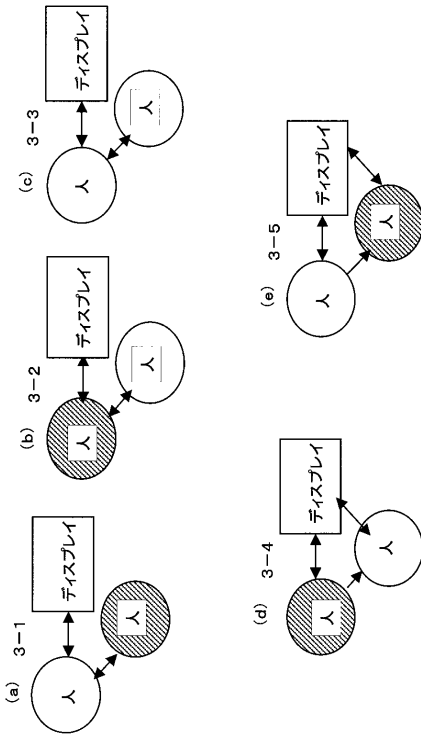 (a)
3-1
人
ディスプレイ
人
(b)
3-2
人
ディスプレイ
人
(c)
3-3
人
ディスプレイ
人
(d)
3-4
人
ディスプレイ
人
(e)
3-5
人
ディスプレイ
人